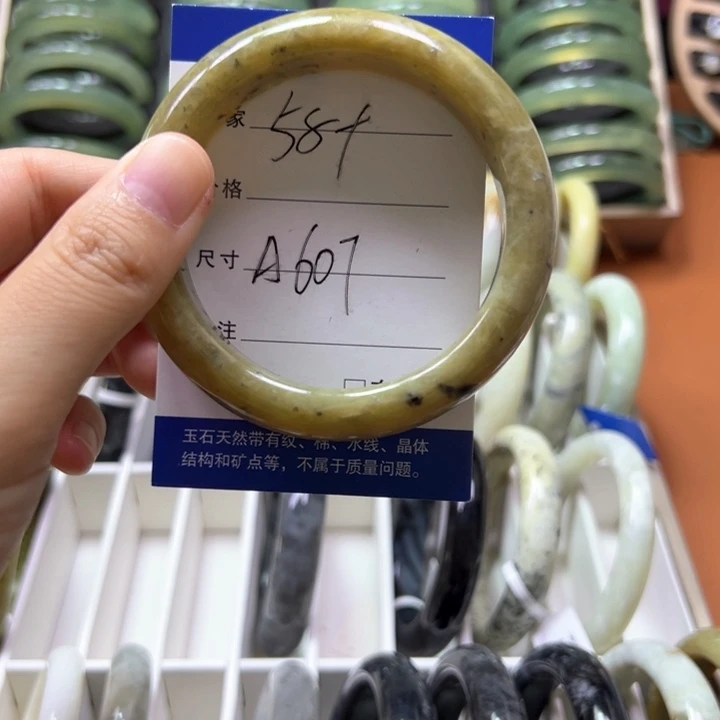 家 58+
格
尺寸 A607
注
玉石天然带有纹、棉、水线、晶体
结构和矿点等，不属于质量问题。